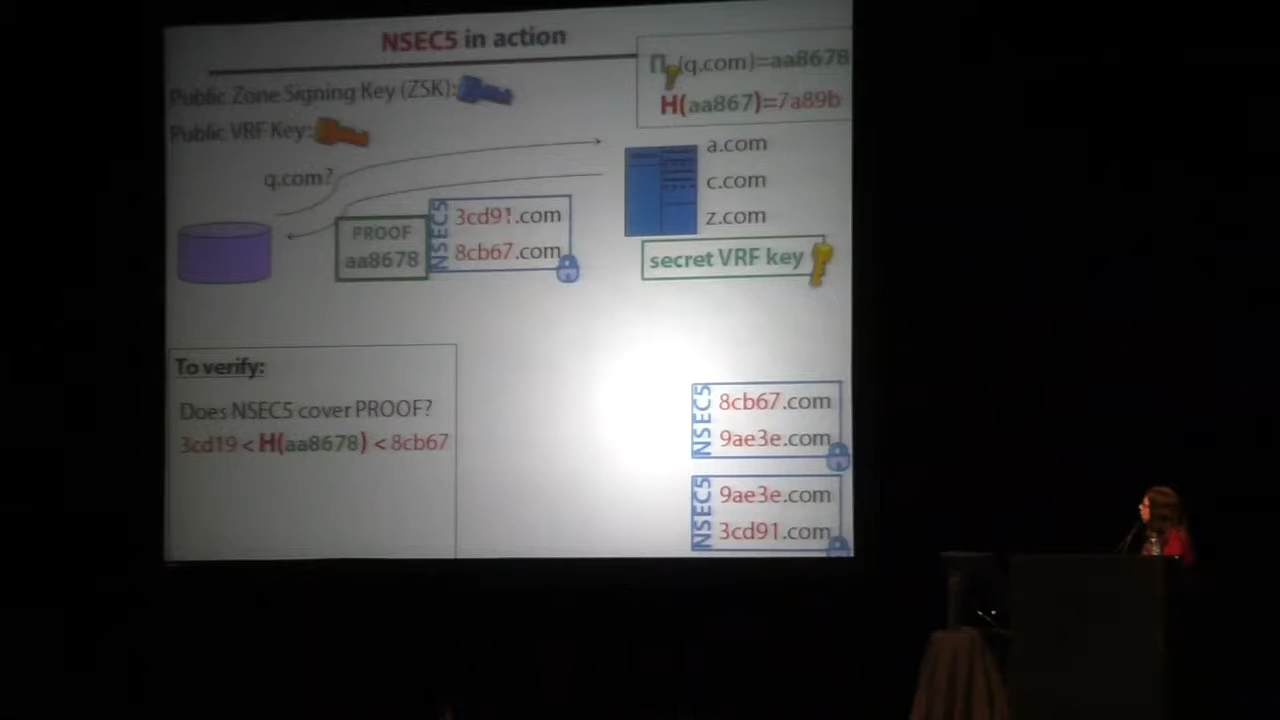 NSEC5 in action
Public Zone Signing Key (ZSK):
Public VRF Key:
∏ (q.com)=aa8678
H(aa867)=7a89b
q.com?
a.com
c.com
z.com
secret VRF key
PROOF
aa8678
NSEC5
3cd91.com
8cb67.com
To verify:
Does NSEC5 cover PROOF?
3cd19 < H(aa8678) < 8cb67
NSEC5
8cb67.com
9ae3e.com
NSEC5
9ae3e.com
3cd91.com